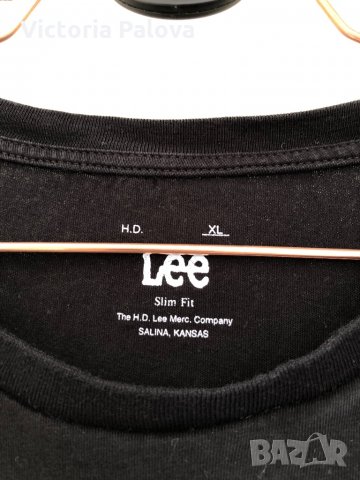 Victoria Palova
H.D. XL
Lee
Slim Fit
The H.D. Lee Merc. Company
SALINA, KANSAS
BAZAR